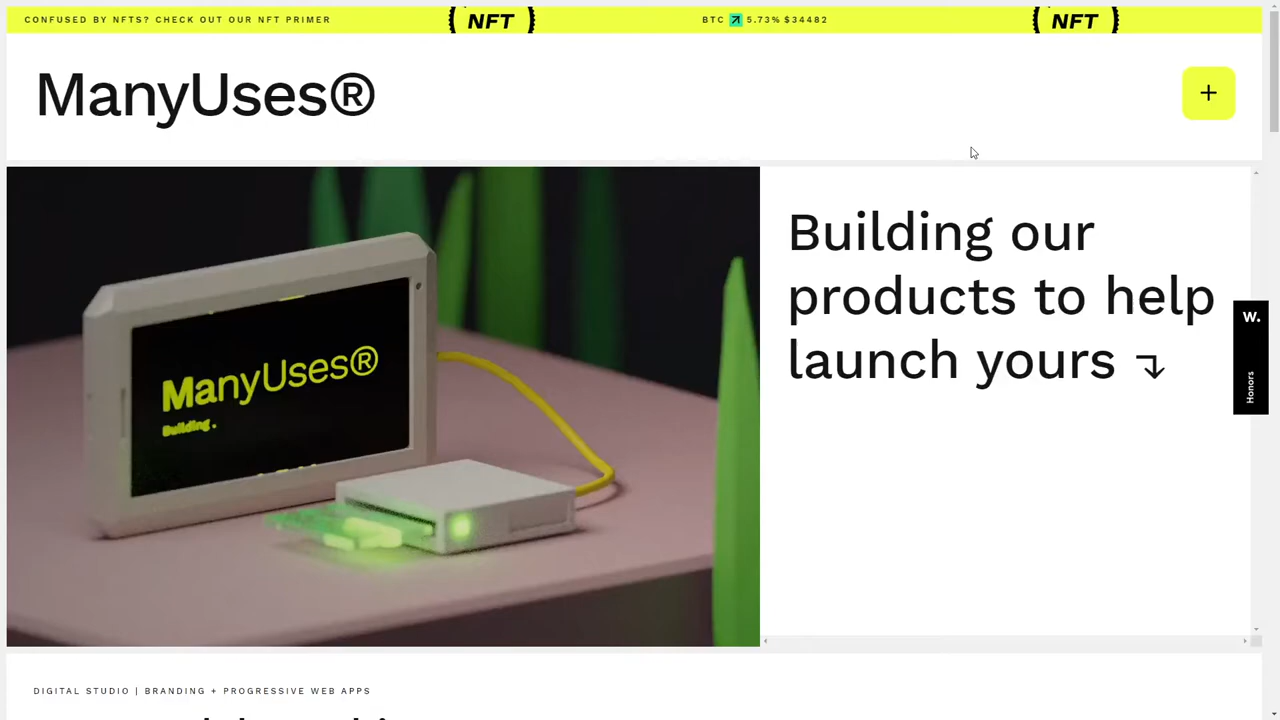 CONFUSED BY NFTS? CHECK OUT OUR NFT PRIMER
NFT
BTC 5.73% $34482
NFT
ManyUses®
ManyUses®
Building .
Building our
products to help
launch yours
W.
Honors
DIGITAL STUDIO | BRANDING + PROGRESSIVE WEB APPS